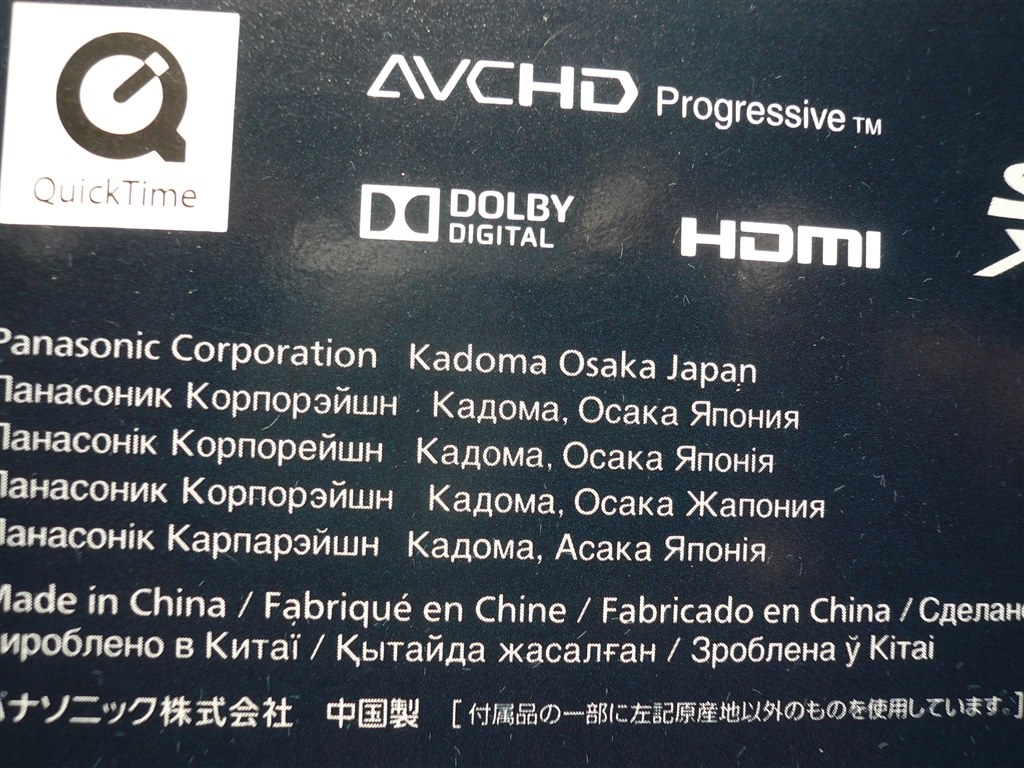 QuickTime
AVCHD Progressive™
DOLBY DIGITAL
HDMI
Panasonic Corporation Kadoma Osaka Japan
Панасоник Корпорэйшн Кадома, Осака Япония
Панасонік Корпорейшн Кадома, Осака Японія
Панасоник Корпорэйшн Кадома, Осака Жапония
Панасонік Карпарэйшн Кадома, Асака Японія
Made in China / Fabriqué en Chine / Fabricado en China / Сделано
вироблено в Китаї / Қытайда жасалған / Зроблена ў Кітаі
パナソニック株式会社 中国製 [ 付属品の一部に左記原産地以外のものを使用しています。]